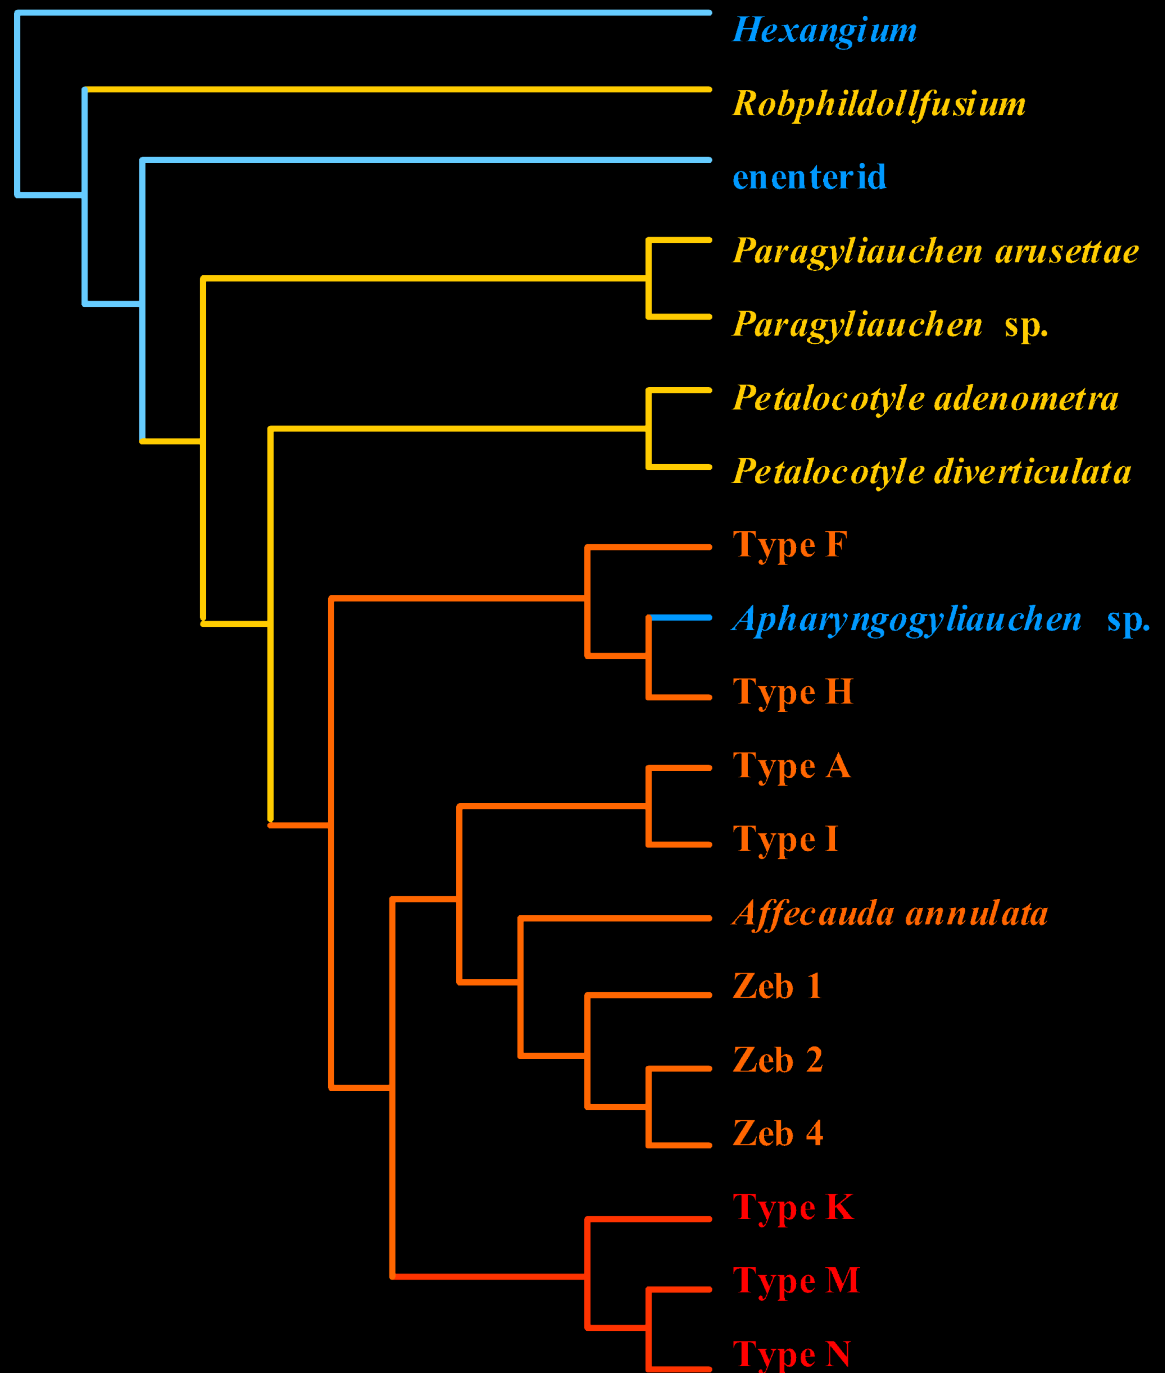 Hexangium
Robphildollfusium
enenterid
Paragyliauchen arusettae
Paragyliauchen sp.
Petalocotyle adenometra
Petalocotyle diverticulata
Type F
Apharyngogyliauchen sp.
Type H
Type A
Type I
Affecauda annulata
Zeb 1
Zeb 2
Zeb 4
Type K
Type M
Type N